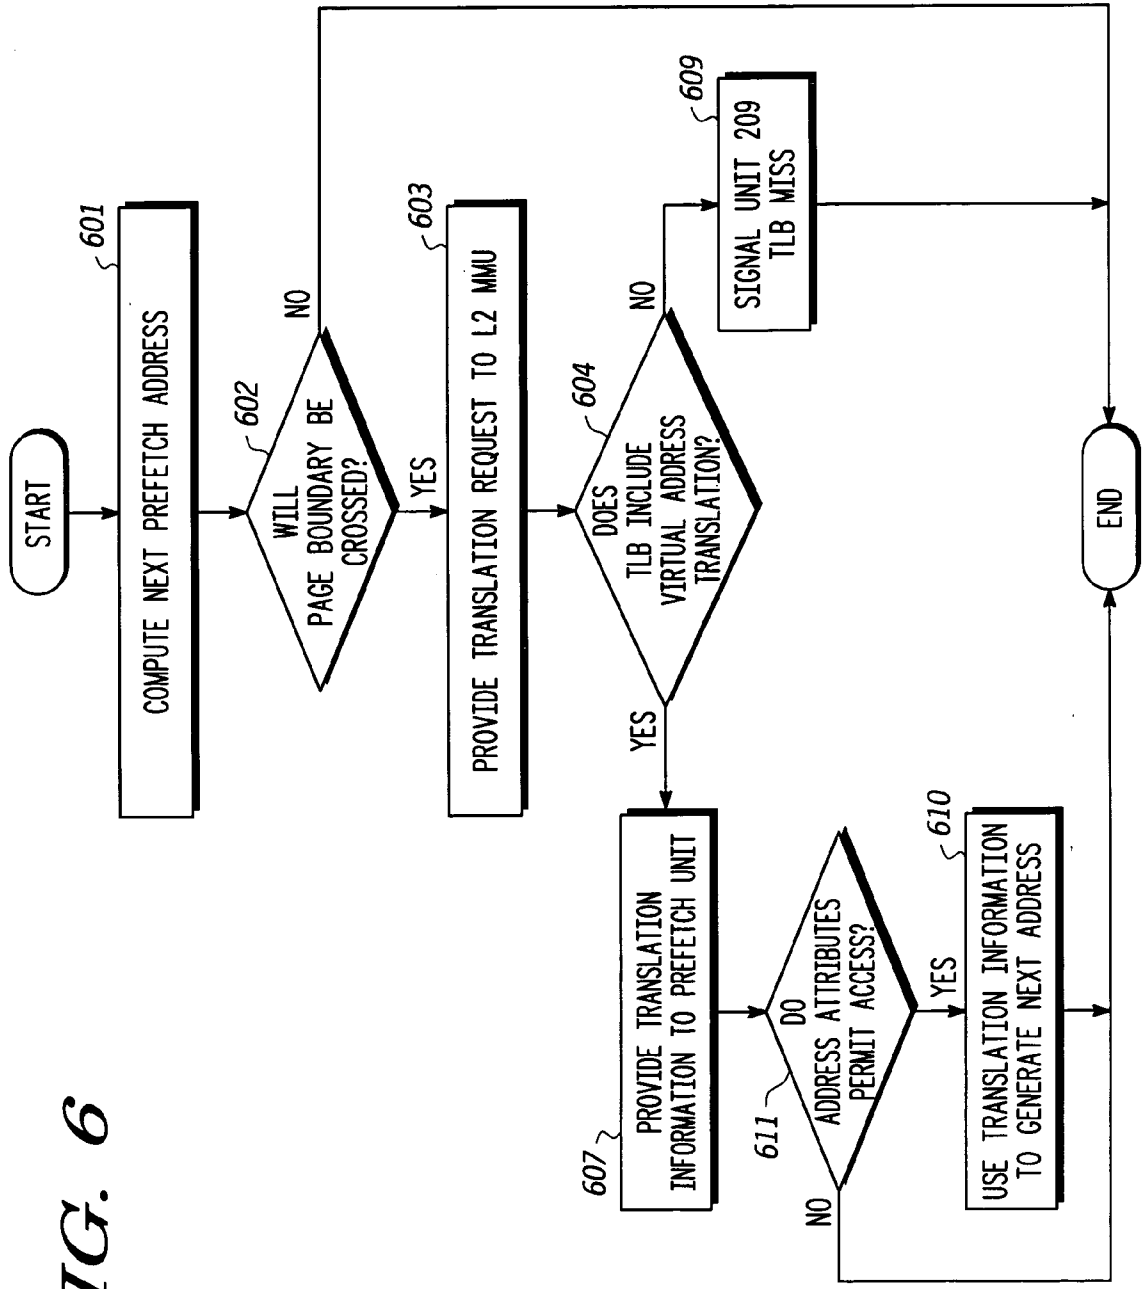 START
601
COMPUTE NEXT PREFETCH ADDRESS
602
WILL
PAGE BOUNDARY BE
CROSSED?
NO
YES
603
PROVIDE TRANSLATION REQUEST TO L2 MMU
604
DOES
TLB INCLUDE
VIRTUAL ADDRESS
TRANSLATION?
NO
YES
609
SIGNAL UNIT 209
TLB MISS
607
PROVIDE TRANSLATION
INFORMATION TO PREFETCH UNIT
611
DO
ADDRESS ATTRIBUTES
PERMIT ACCESS?
NO
YES
610
USE TRANSLATION INFORMATION
TO GENERATE NEXT ADDRESS
END
IG. 6